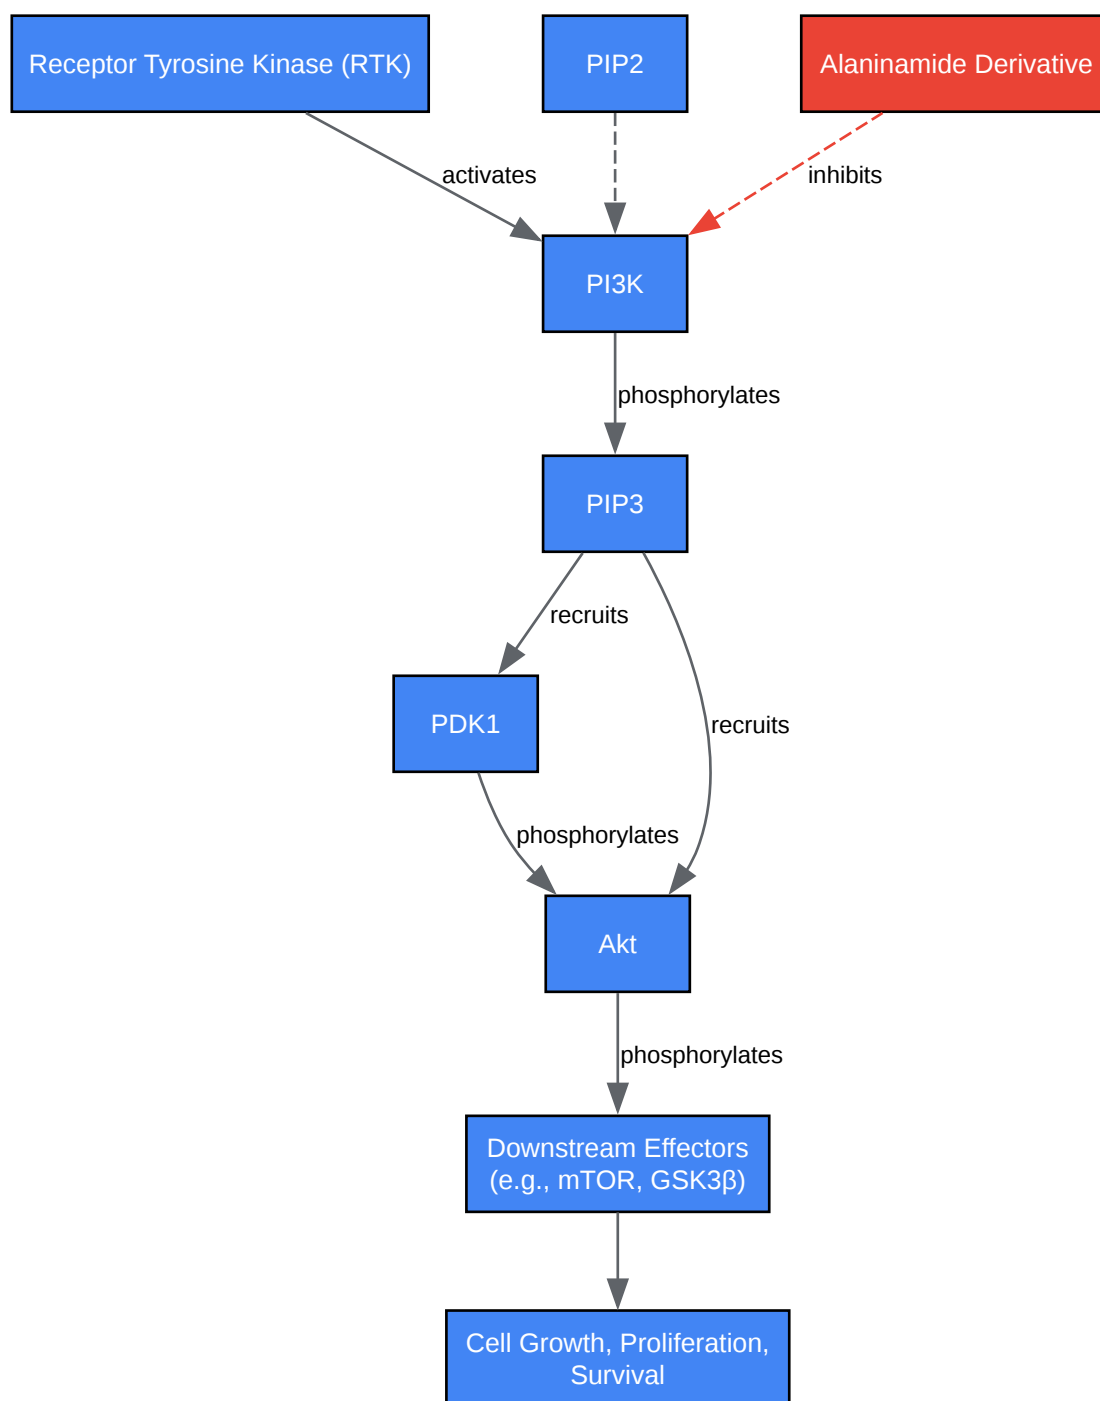 Receptor Tyrosine Kinase (RTK)
PIP2
Alaninamide Derivative
activates
inhibits
PI3K
phosphorylates
PIP3
recruits
PDK1
recruits
phosphorylates
Akt
phosphorylates
Downstream Effectors
(e.g., mTOR, GSK3β)
Cell Growth, Proliferation,
Survival